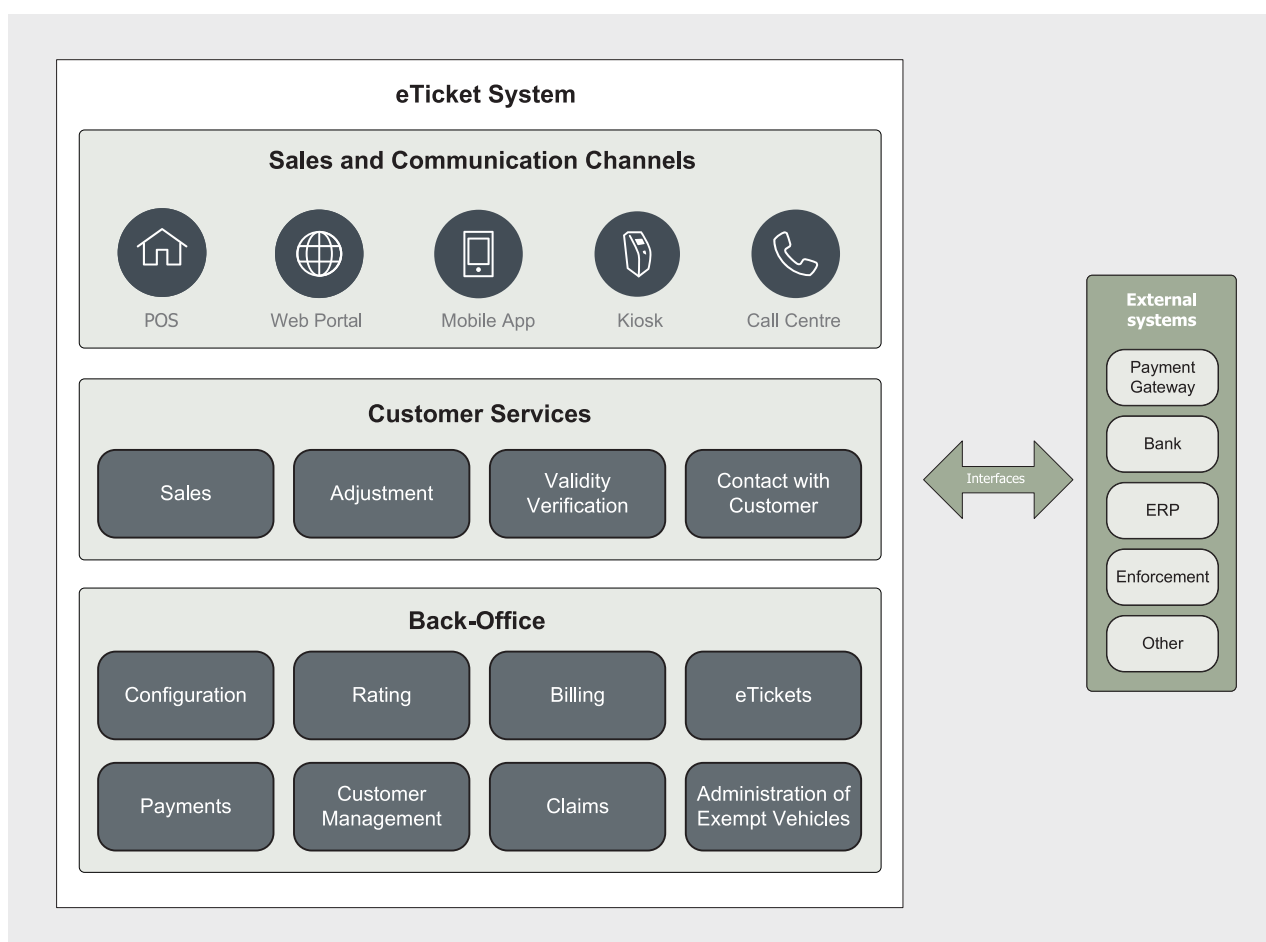 eTicket System
Sales and Communication Channels
POS
Web Portal
Mobile App
Kiosk
Call Centre
Customer Services
Sales
Adjustment
Validity
Verification
Contact with
Customer
Back-Office
Configuration
Rating
Billing
eTickets
Payments
Customer
Management
Claims
Administration of
Exempt Vehicles
Interfaces
External
systems
Payment
Gateway
Bank
ERP
Enforcement
Other